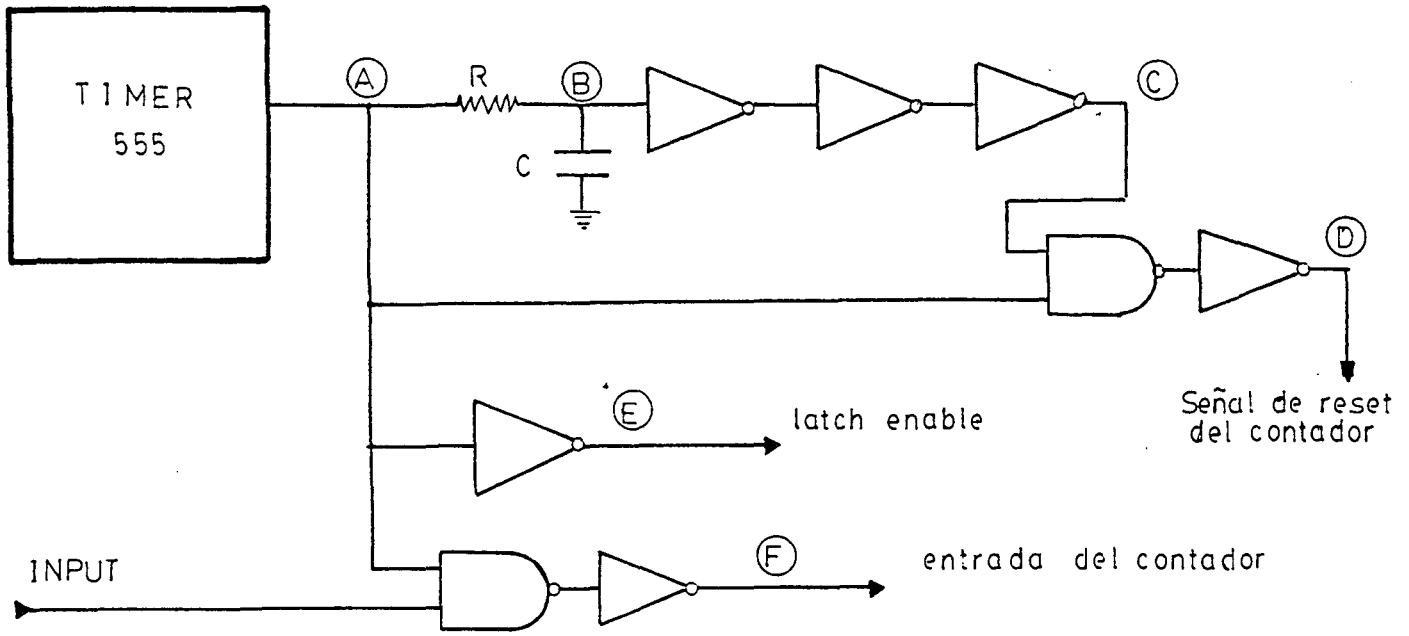 TIMER
555
A
R
B
C
C
D
Señal de reset
del contador
E
latch enable
INPUT
F
entrada del contador